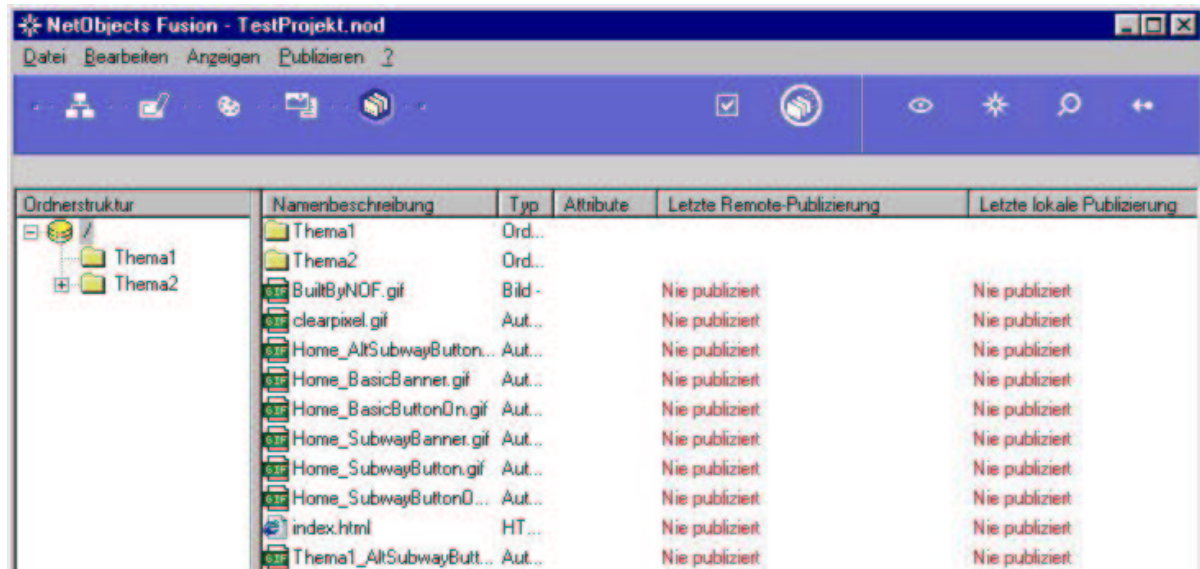 NetObjects Fusion - TestProjekt.nod
Datei Bearbeiten Anzeigen Publizieren ?
Ordnerstruktur Namenbeschreibung Typ Attribute Letzte Remote-Publizierung Letzte lokale Publizierung
/ Thema1 Ord...
Thema1 Thema2 Ord...
Thema2 BuiltByNOF.gif Bild - Nie publiziert Nie publiziert
clearpixel.gif Aut... Nie publiziert Nie publiziert
Home_AltSubwayButton... Aut... Nie publiziert Nie publiziert
Home_BasicBanner.gif Aut... Nie publiziert Nie publiziert
Home_BasicButtonOn.gif Aut... Nie publiziert Nie publiziert
Home_SubwayBanner.gif Aut... Nie publiziert Nie publiziert
Home_SubwayButton.gif Aut... Nie publiziert Nie publiziert
Home_SubwayButtonO... Aut... Nie publiziert Nie publiziert
index.html HT... Nie publiziert Nie publiziert
Thema1_AltSubwayButt... Aut... Nie publiziert Nie publiziert